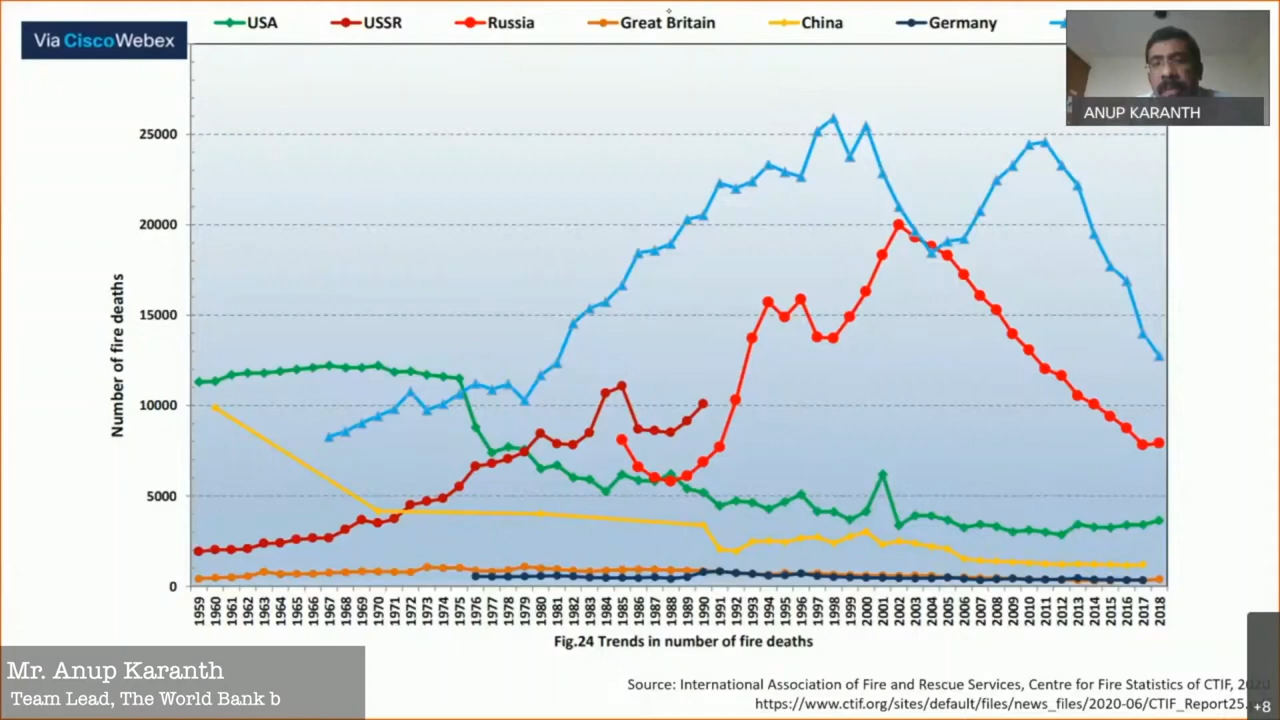 Via CiscoWebex
USA USSR Russia Great Britain China Germany
ANUP KARANTH
Number of fire deaths
25000
20000
15000
10000
5000
0
1959 1960 1961 1962 1963 1964 1965 1966 1967 1968 1969 1970 1971 1972 1973 1974 1975 1976 1977 1978 1979 1980 1981 1982 1983 1984 1985 1986 1987 1988 1989 1990 1991 1992 1993 1994 1995 1996 1997 1998 1999 2000 2001 2002 2003 2004 2005 2006 2007 2008 2009 2010 2011 2012 2013 2014 2015 2016 2017 2018
Fig.24 Trends in number of fire deaths
Mr. Anup Karanth
Team Lead, The World Bank b
Source: International Association of Fire and Rescue Services, Centre for Fire Statistics of CTIF, 2020
https://www.ctif.org/sites/default/files/news_files/2020-06/CTIF_Report25.
+8